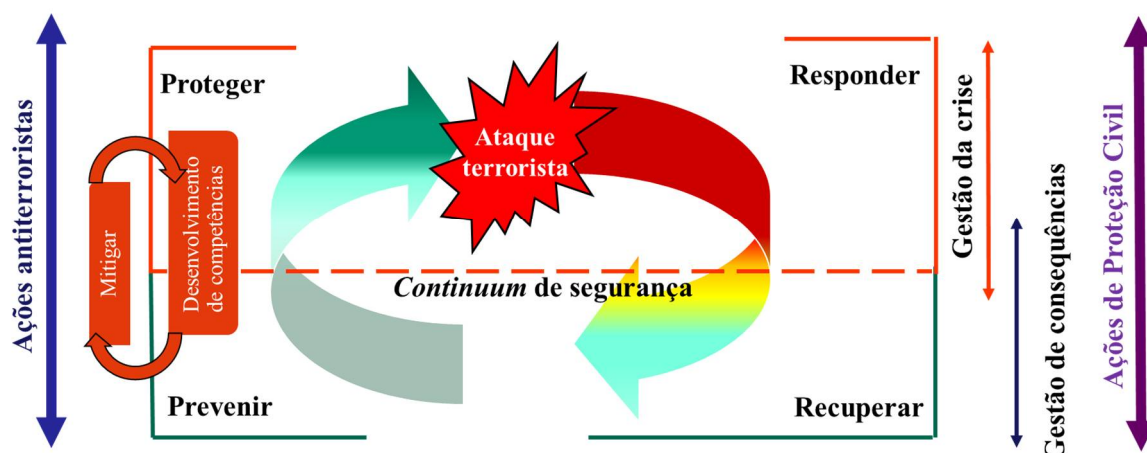 Ações antiterroristas
Mitigar
Desenvolvimento
de competências
Proteger
Prevenir
Ataque
terrorista
Continuum de segurança
Responder
Recuperar
Gestão da crise
Gestão de consequências
Ações de Proteção Civil